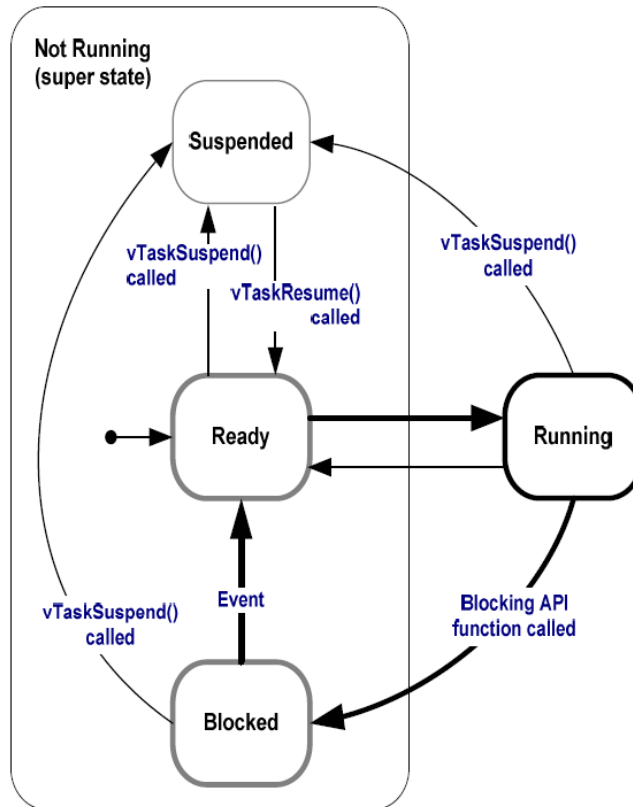 Not Running
(super state)
Suspended
vTaskSuspend()
called
vTaskResume()
called
vTaskSuspend()
called
Ready
Running
Event
vTaskSuspend()
called
Blocking API
function called
Blocked